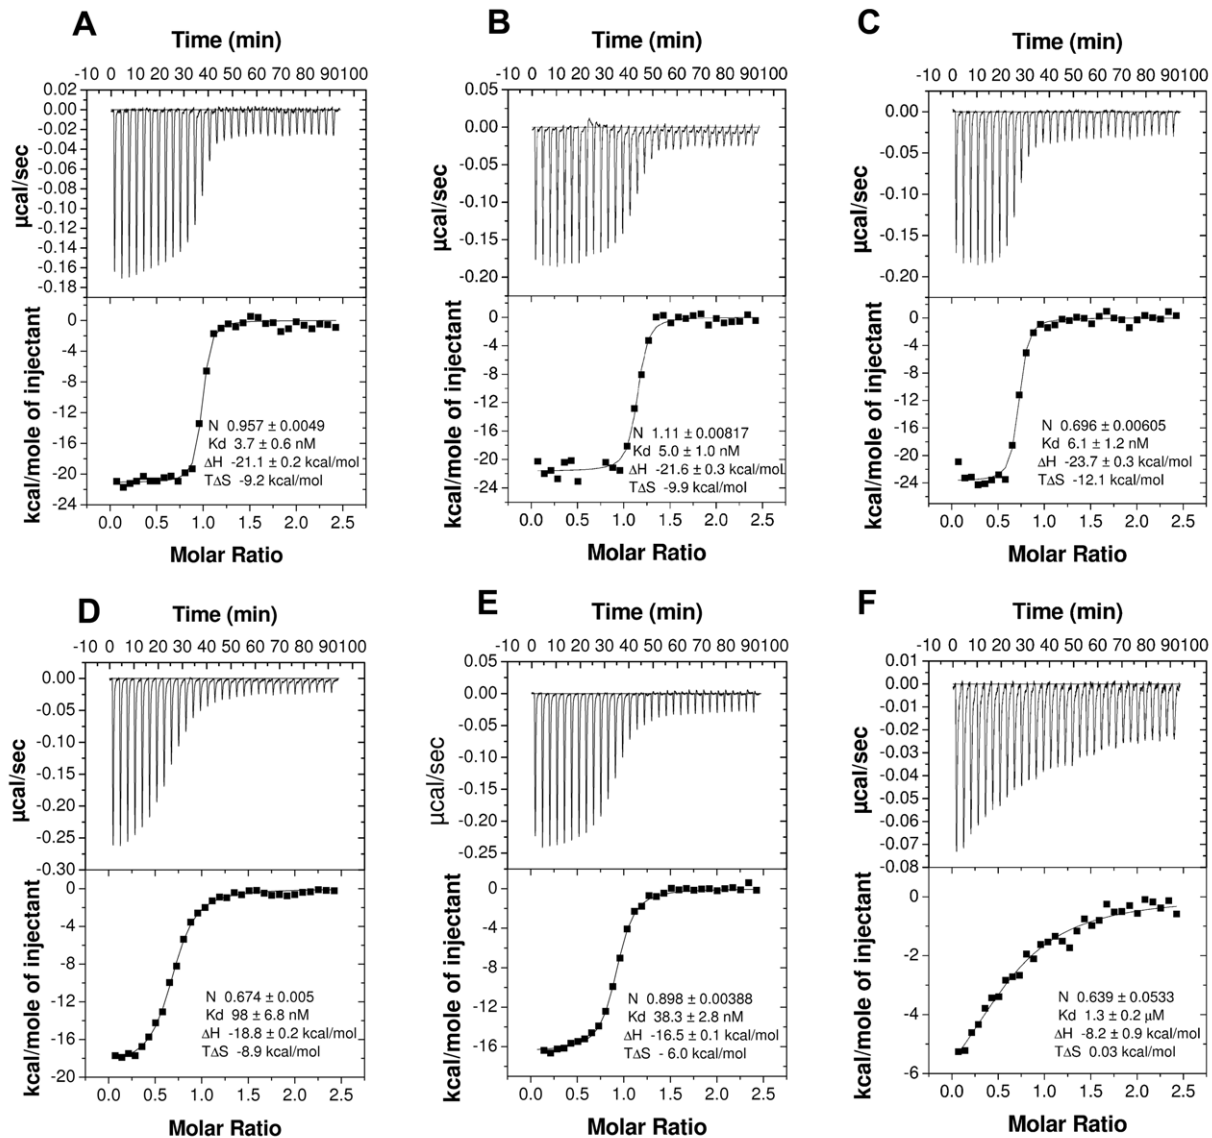 A
Time (min)
-10 0 10 20 30 40 50 60 70 80 90 100
0.02
0.00
-0.02
-0.04
-0.06
-0.08
-0.10
-0.12
-0.14
-0.16
-0.18
µcal/sec
0
-4
-8
-12
-16
-20
-24
kcal/mole of injectant
N 0.957 ± 0.0049
Kd 3.7 ± 0.6 nM
ΔH -21.1 ± 0.2 kcal/mol
TΔS -9.2 kcal/mol
0.0 0.5 1.0 1.5 2.0 2.5
Molar Ratio
B
Time (min)
-10 0 10 20 30 40 50 60 70 80 90 100
0.05
0.00
-0.05
-0.10
-0.15
-0.20
µcal/sec
0
-4
-8
-12
-16
-20
-24
kcal/mole of injectant
N 1.11 ± 0.00817
Kd 5.0 ± 1.0 nM
ΔH -21.6 ± 0.3 kcal/mol
TΔS -9.9 kcal/mol
0.0 0.5 1.0 1.5 2.0 2.5
Molar Ratio
C
Time (min)
-10 0 10 20 30 40 50 60 70 80 90 100
0.00
-0.05
-0.10
-0.15
-0.20
µcal/sec
0
-4
-8
-12
-16
-20
-24
kcal/mole of injectant
N 0.696 ± 0.00605
Kd 6.1 ± 1.2 nM
ΔH -23.7 ± 0.3 kcal/mol
TΔS -12.1 kcal/mol
0.0 0.5 1.0 1.5 2.0 2.5
Molar Ratio
D
Time (min)
-10 0 10 20 30 40 50 60 70 80 90 100
0.00
-0.05
-0.10
-0.15
-0.20
-0.25
-0.30
µcal/sec
0
-4
-8
-12
-16
-20
kcal/mole of injectant
N 0.674 ± 0.005
Kd 98 ± 6.8 nM
ΔH -18.8 ± 0.2 kcal/mol
TΔS -8.9 kcal/mol
0.0 0.5 1.0 1.5 2.0 2.5
Molar Ratio
E
Time (min)
-10 0 10 20 30 40 50 60 70 80 90 100
0.05
0.00
-0.05
-0.10
-0.15
-0.20
-0.25
µcal/sec
0
-4
-8
-12
16
kcal/mole of injectant
N 0.898 ± 0.00388
Kd 38.3 ± 2.8 nM
ΔH -16.5 ± 0.1 kcal/mol
TΔS - 6.0 kcal/mol
0.0 0.5 1.0 1.5 2.0 2.5
Molar Ratio
F
Time (min)
-10 0 10 20 30 40 50 60 70 80 90 100
0.01
0.00
-0.01
-0.02
-0.03
-0.04
-0.05
-0.06
-0.07
-0.08
µcal/sec
0
-2
-4
-6
kcal/mole of injectant
N 0.639 ± 0.0533
Kd 1.3 ± 0.2 µM
ΔH -8.2 ± 0.9 kcal/mol
TΔS 0.03 kcal/mol
0.0 0.5 1.0 1.5 2.0 2.5
Molar Ratio